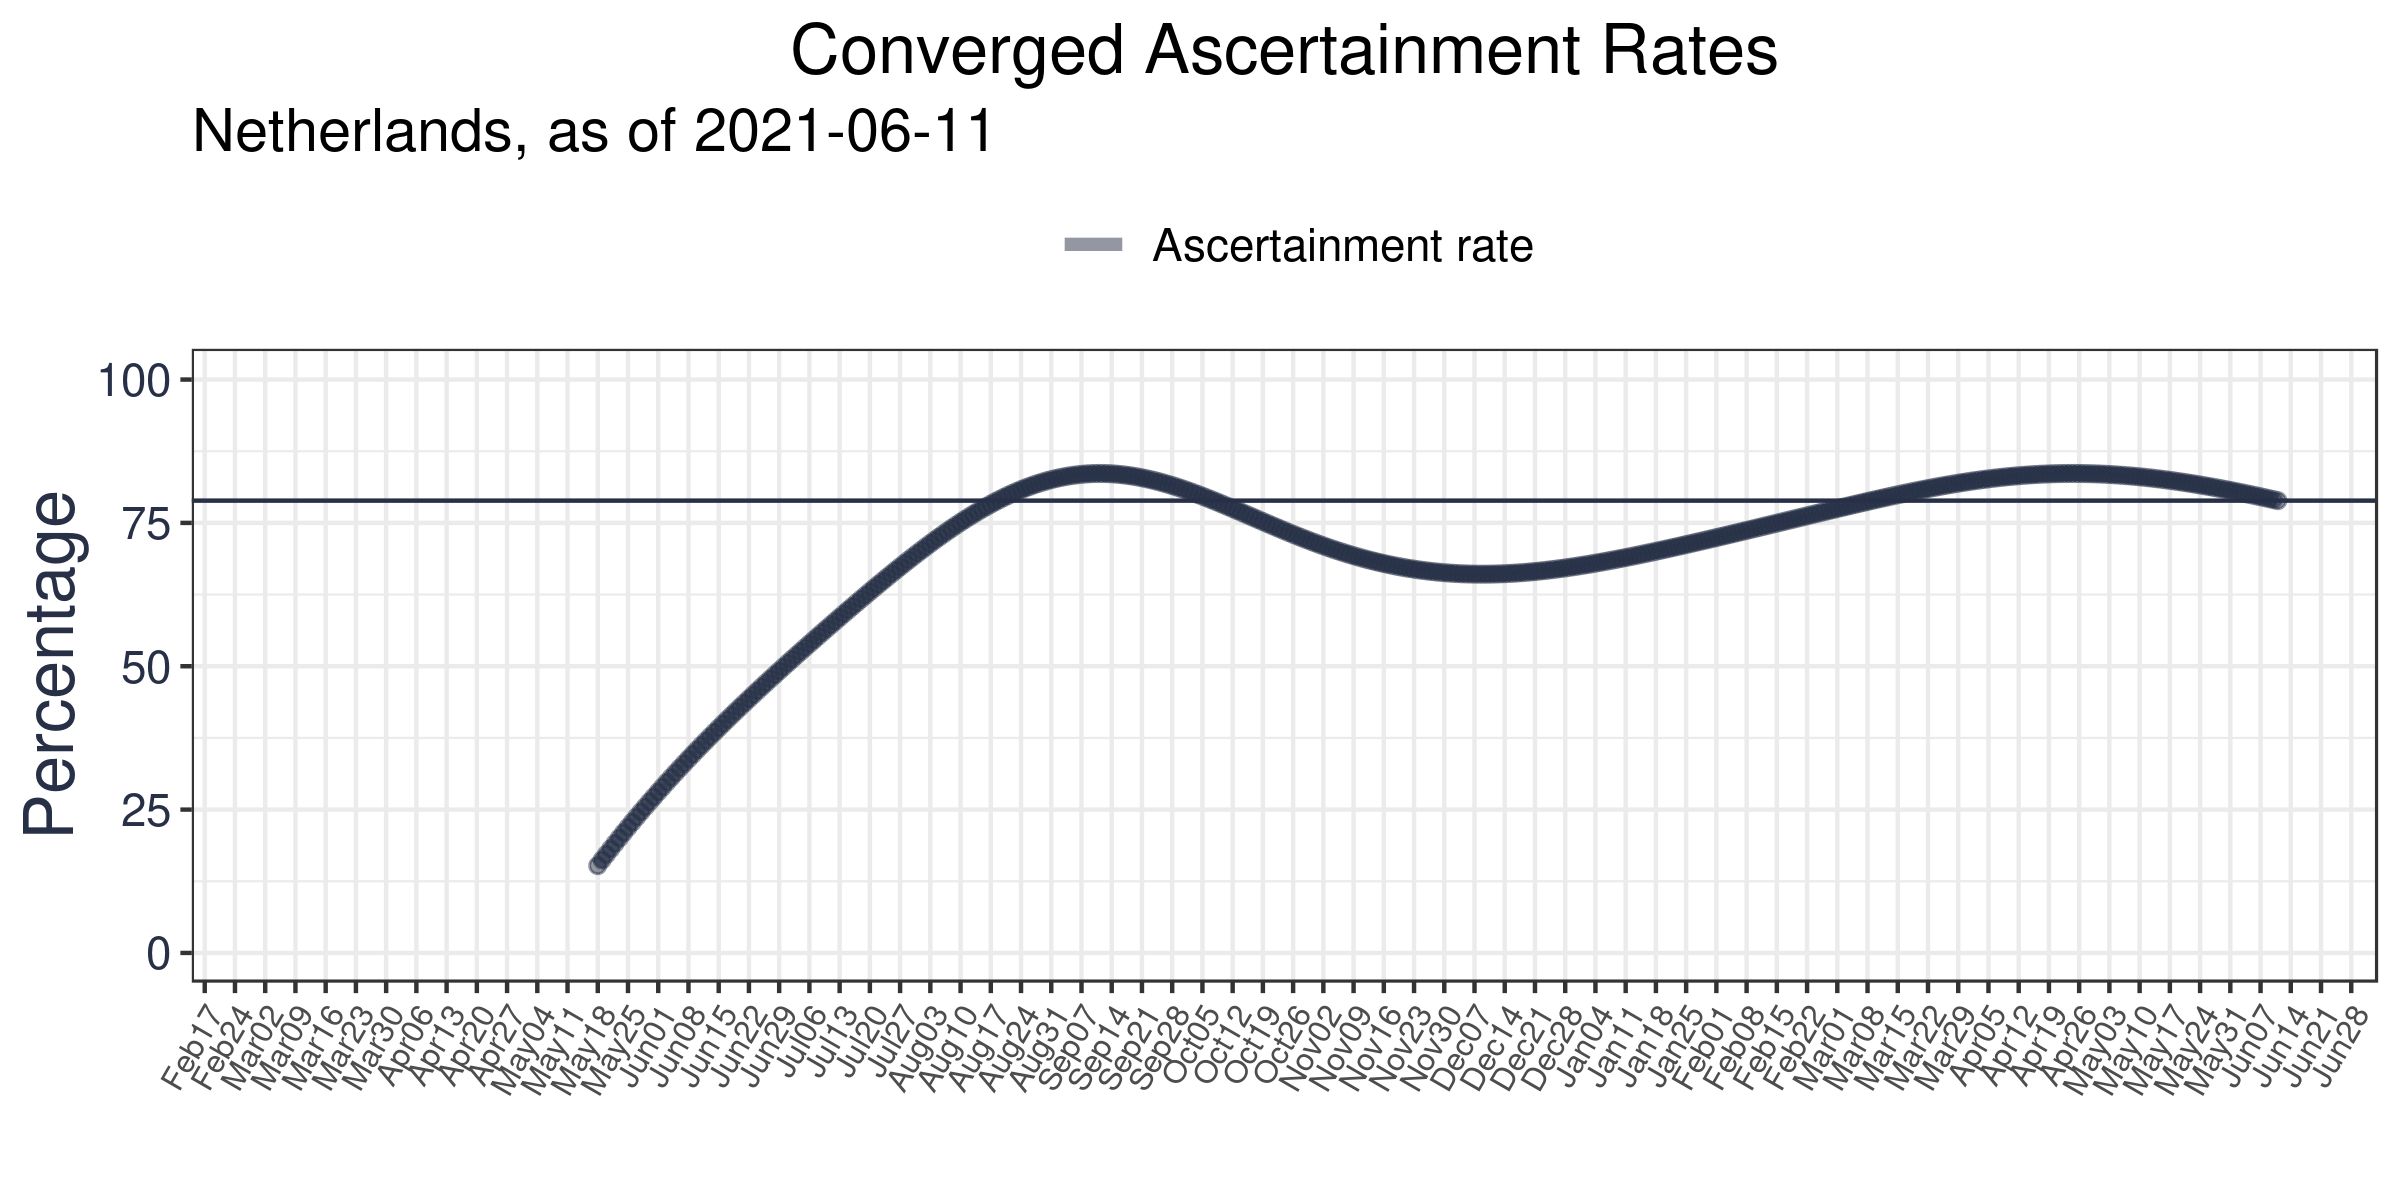 Converged Ascertainment Rates
Netherlands, as of 2021-06-11
Ascertainment rate
Percentage
100
75
50
25
0
Feb17
Feb24
Mar02
Mar09
Mar16
Mar23
Mar30
Apr06
Apr13
Apr20
Apr27
May04
May11
May18
May25
Jun01
Jun08
Jun15
Jun22
Jun29
Jul06
Jul13
Jul20
Jul27
Aug03
Aug10
Aug17
Aug24
Aug31
Sep07
Sep14
Sep21
Sep28
Oct05
Oct12
Oct19
Oct26
Nov02
Nov09
Nov16
Nov23
Nov30
Dec07
Dec14
Dec21
Dec28
Jan04
Jan11
Jan18
Jan25
Feb01
Feb08
Feb15
Feb22
Mar01
Mar08
Mar15
Mar22
Mar29
Apr05
Apr12
Apr19
Apr26
May03
May10
May17
May24
May31
Jun07
Jun14
Jun21
Jun28